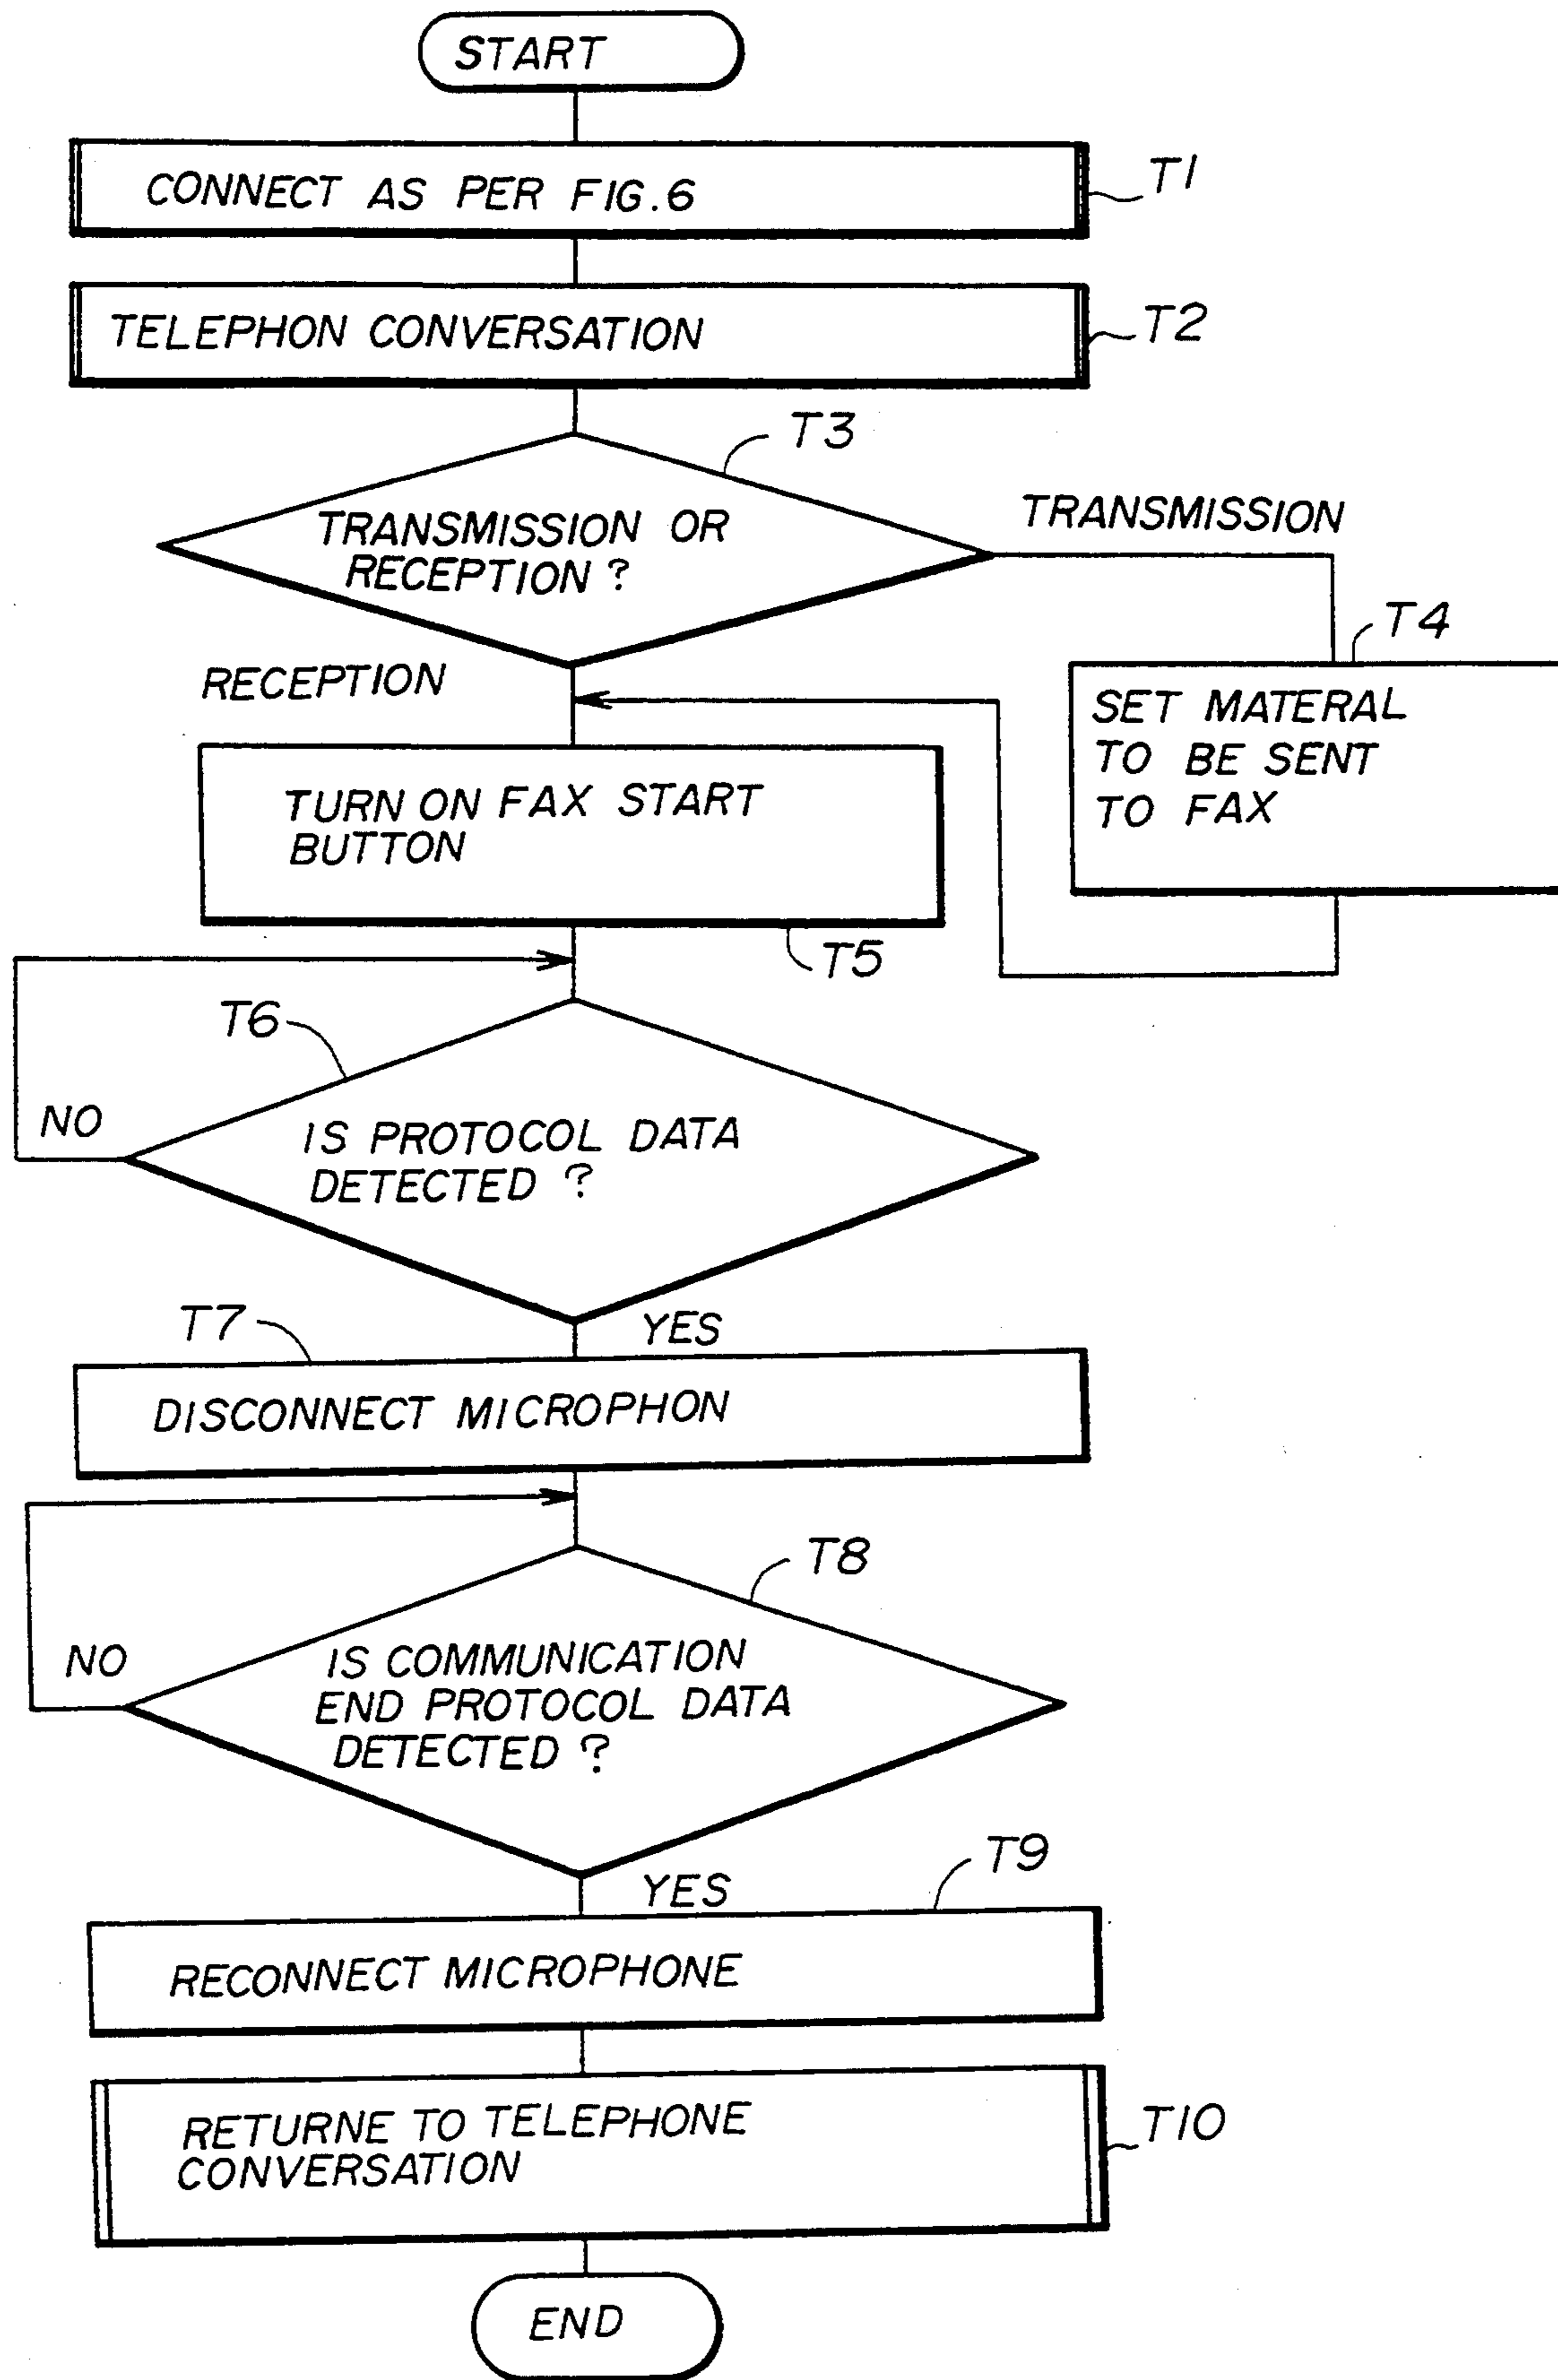 START
CONNECT AS PER FIG.6
T1
TELEPHON CONVERSATION
T2
T3
TRANSMISSION OR
RECEPTION ?
TRANSMISSION
T4
RECEPTION
SET MATERAL
TO BE SENT
TO FAX
TURN ON FAX START
BUTTON
T5
T6
NO
IS PROTOCOL DATA
DETECTED ?
YES
T7
DISCONNECT MICROPHON
T8
NO
IS COMMUNICATION
END PROTOCOL DATA
DETECTED ?
YES
T9
RECONNECT MICROPHONE
RETURNE TO TELEPHONE
CONVERSATION
T10
END